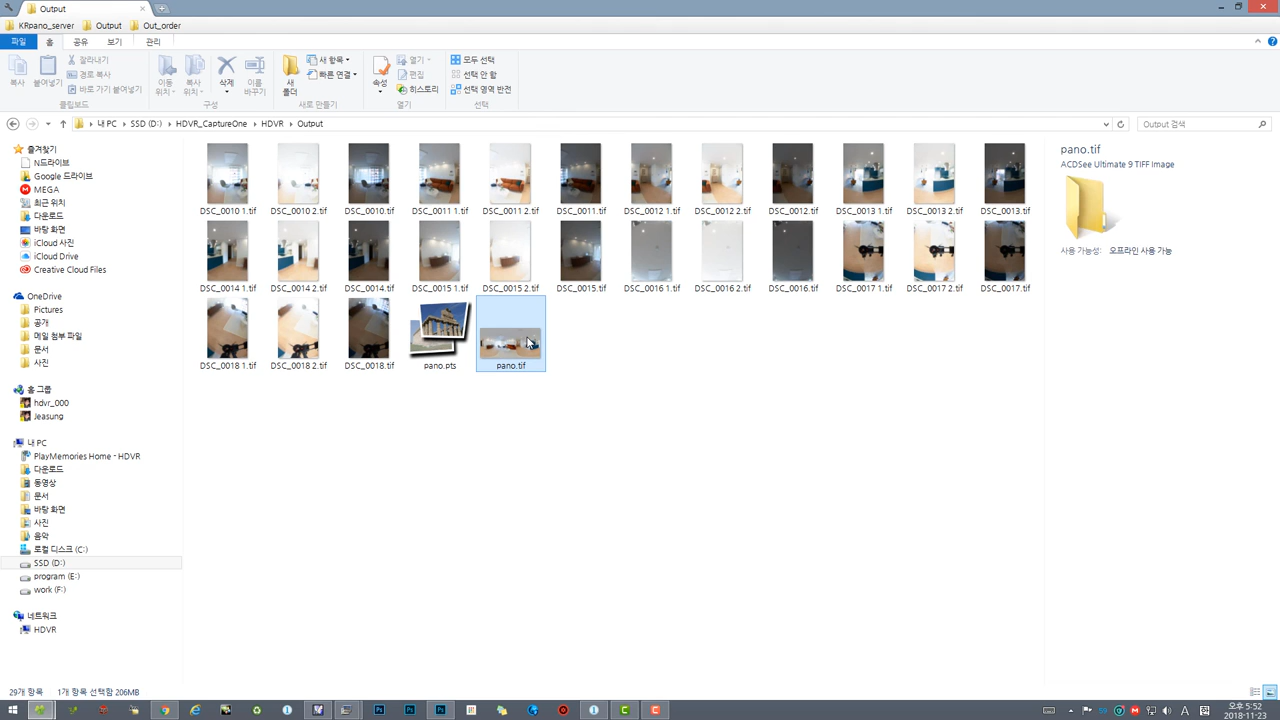 Output
KRpano_server Output Out_order
파일 홈 공유 보기 관리
복사 붙여넣기 잘라내기 경로 복사 바로 가기 붙여넣기 이동 위치 복사 위치 삭제 이름 바꾸기 새 폴더 새 항목 빠른 연결 속성 열기 편집 히스토리 모두 선택 선택 안 함 선택 영역 반전
클립보드 구성 새로 만들기 열기 선택
내 PC SSD (D:) HDVR_CaptureOne HDVR Output Output 검색
즐겨찾기
N드라이브
Google 드라이브
MEGA
최근 위치
다운로드
바탕 화면
iCloud 사진
iCloud Drive
Creative Cloud Files
OneDrive
Pictures
공개
메일 첨부 파일
문서
사진
홈 그룹
hdvr_000
Jeasung
내 PC
PlayMemories Home - HDVR
다운로드
동영상
문서
바탕 화면
사진
음악
로컬 디스크 (C:)
SSD (D:)
program (E:)
work (F:)
네트워크
HDVR
DSC_0010 1.tif DSC_0010 2.tif DSC_0010.tif DSC_0011 1.tif DSC_0011 2.tif DSC_0011.tif DSC_0012 1.tif DSC_0012 2.tif DSC_0012.tif DSC_0013 1.tif DSC_0013 2.tif DSC_0013.tif
DSC_0014 1.tif DSC_0014 2.tif DSC_0014.tif DSC_0015 1.tif DSC_0015 2.tif DSC_0015.tif DSC_0016 1.tif DSC_0016 2.tif DSC_0016.tif DSC_0017 1.tif DSC_0017 2.tif DSC_0017.tif
DSC_0018 1.tif DSC_0018 2.tif DSC_0018.tif pano.pts pano.tif
pano.tif
ACDSee Ultimate 9 TIFF Image
사용 가능성: 오프라인 사용 가능
29개 항목 1개 항목 선택함 206MB
오후 5:52
2018-11-23